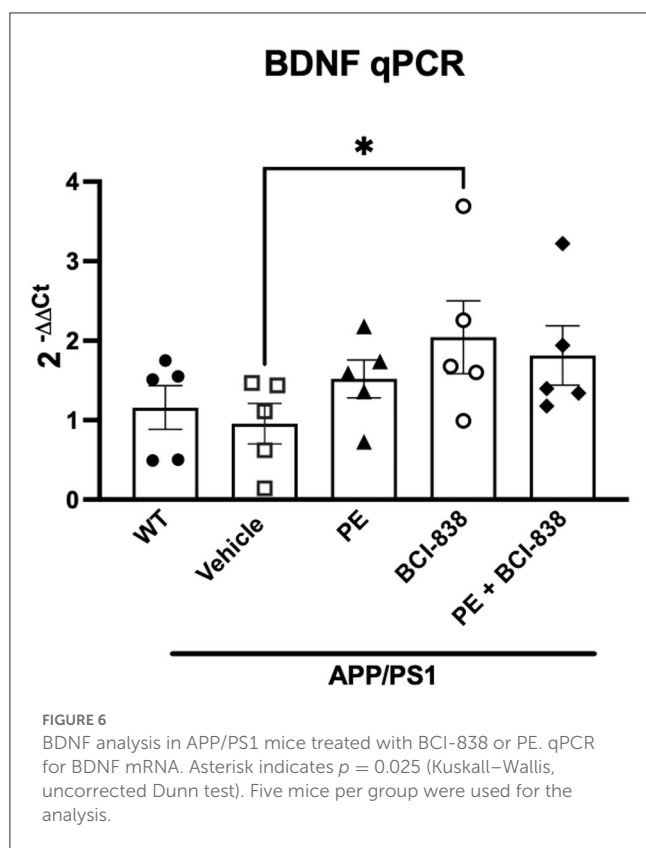 BDNF qPCR
*
2 -ΔΔCt
4
3
2
1
0
WT
Vehicle
PE
BCI-838
PE + BCI-838
APP/PS1
FIGURE 6
BDNF analysis in APP/PS1 mice treated with BCI-838 or PE. qPCR
for BDNF mRNA. Asterisk indicates p = 0.025 (Kuskall–Wallis,
uncorrected Dunn test). Five mice per group were used for the
analysis.